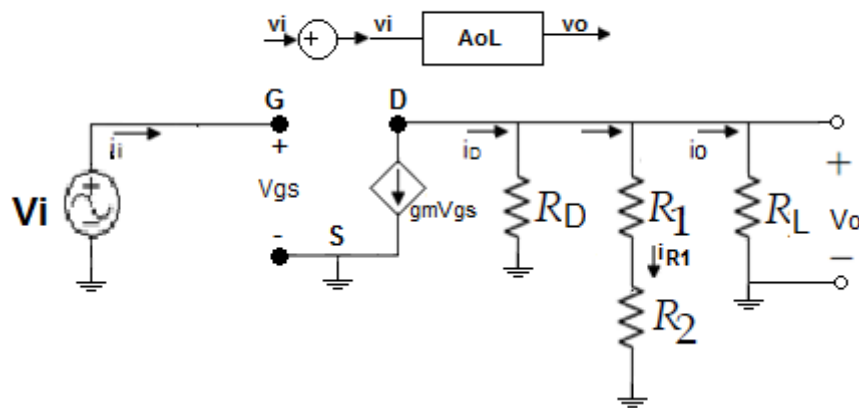 vi + vi AoL vo
G D
ii iD io
+ +
Vi Vgs gmVgs RD R1 RL Vo
- S iR1 −
R2